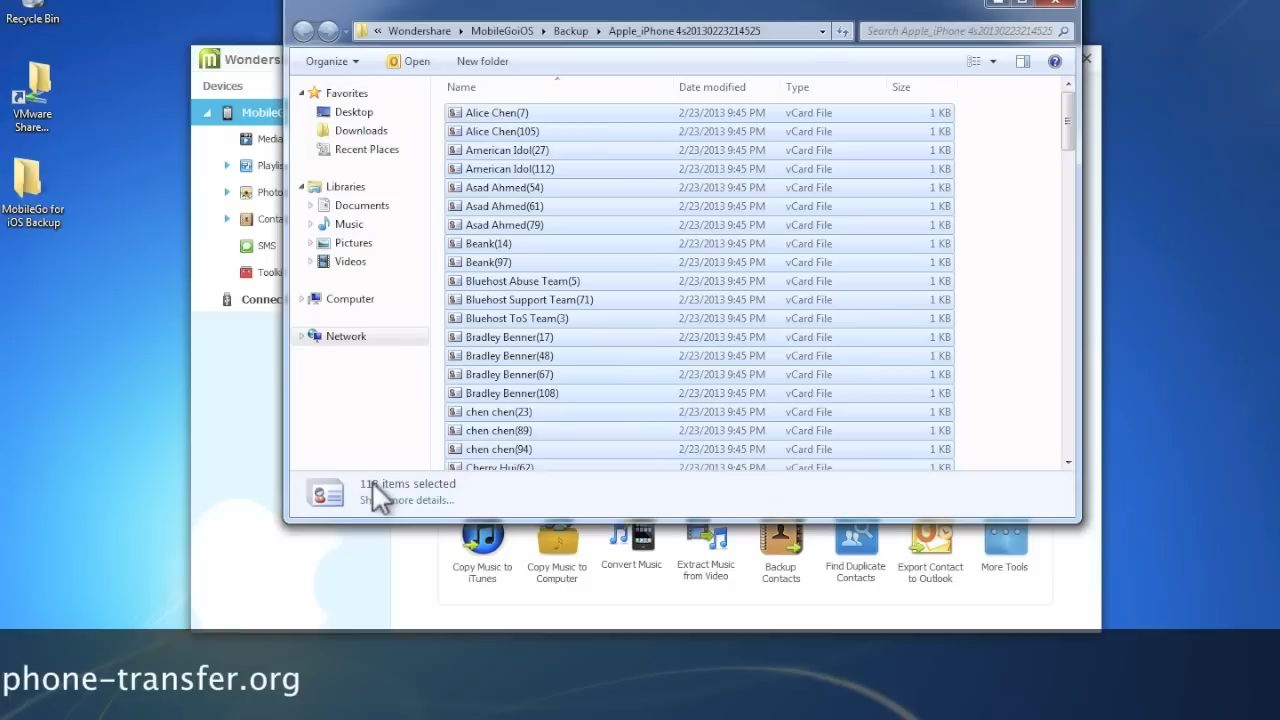 Recycle Bin
VMware
Share...
MobileGo for
iOS Backup
Devices
Media
SMS
« Wondershare ▸ MobileGoiOS ▸ Backup ▸ Apple_iPhone 4s20130223214525
Search Apple_iPhone 4s20130223214525
Organize Open New folder
Favorites
Desktop
Downloads
Recent Places
Libraries
Documents
Music
Pictures
Videos
Computer
Network
Name Date modified Type Size
Alice Chen(7) 2/23/2013 9:45 PM vCard File 1 KB
Alice Chen(105) 2/23/2013 9:45 PM vCard File 1 KB
American Idol(27) 2/23/2013 9:45 PM vCard File 1 KB
American Idol(112) 2/23/2013 9:45 PM vCard File 1 KB
Asad Ahmed(54) 2/23/2013 9:45 PM vCard File 1 KB
Asad Ahmed(61) 2/23/2013 9:45 PM vCard File 1 KB
Asad Ahmed(79) 2/23/2013 9:45 PM vCard File 1 KB
Beank(14) 2/23/2013 9:45 PM vCard File 1 KB
Beank(97) 2/23/2013 9:45 PM vCard File 1 KB
Bluehost Abuse Team(5) 2/23/2013 9:45 PM vCard File 1 KB
Bluehost Support Team(71) 2/23/2013 9:45 PM vCard File 1 KB
Bluehost ToS Team(3) 2/23/2013 9:45 PM vCard File 1 KB
Bradley Benner(17) 2/23/2013 9:45 PM vCard File 1 KB
Bradley Benner(48) 2/23/2013 9:45 PM vCard File 1 KB
Bradley Benner(67) 2/23/2013 9:45 PM vCard File 1 KB
Bradley Benner(108) 2/23/2013 9:45 PM vCard File 1 KB
chen chen(23) 2/23/2013 9:45 PM vCard File 1 KB
chen chen(89) 2/23/2013 9:45 PM vCard File 1 KB
chen chen(94) 2/23/2013 9:45 PM vCard File 1 KB
Cherry Hui(62) 2/23/2013 9:45 PM vCard File 1 KB
items selected
more details...
Copy Music to
iTunes
Copy Music to
Computer
Convert Music
Extract Music
from Video
Backup
Contacts
Find Duplicate
Contacts
Export Contact
to Outlook
More Tools
phone-transfer.org